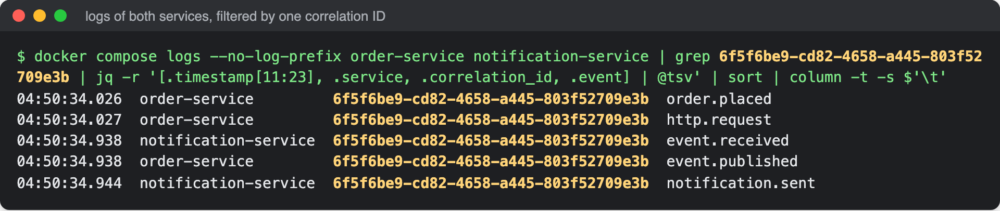 logs of both services, filtered by one correlation ID
$ docker compose logs --no-log-prefix order-service notification-service | grep 6f5f6be9-cd82-4658-a445-803f52
709e3b | jq -r '[.timestamp[11:23], .service, .correlation_id, .event] | @tsv' | sort | column -t -s $'\t'
04:50:34.026  order-service         6f5f6be9-cd82-4658-a445-803f52709e3b  order.placed
04:50:34.027  order-service         6f5f6be9-cd82-4658-a445-803f52709e3b  http.request
04:50:34.938  notification-service  6f5f6be9-cd82-4658-a445-803f52709e3b  event.received
04:50:34.938  order-service         6f5f6be9-cd82-4658-a445-803f52709e3b  event.published
04:50:34.944  notification-service  6f5f6be9-cd82-4658-a445-803f52709e3b  notification.sent